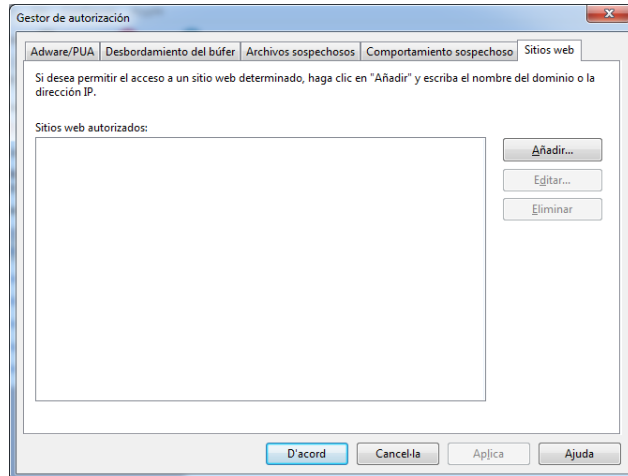 Gestor de autorización
Adware/PUA Desbordamiento del búfer Archivos sospechosos Comportamiento sospechoso Sitios web
Si desea permitir el acceso a un sitio web determinado, haga clic en "Añadir" y escriba el nombre del dominio o la
dirección IP.
Sitios web autorizados:
Añadir...
Editar...
Eliminar
D'acord Cancel·la Aplica Ajuda